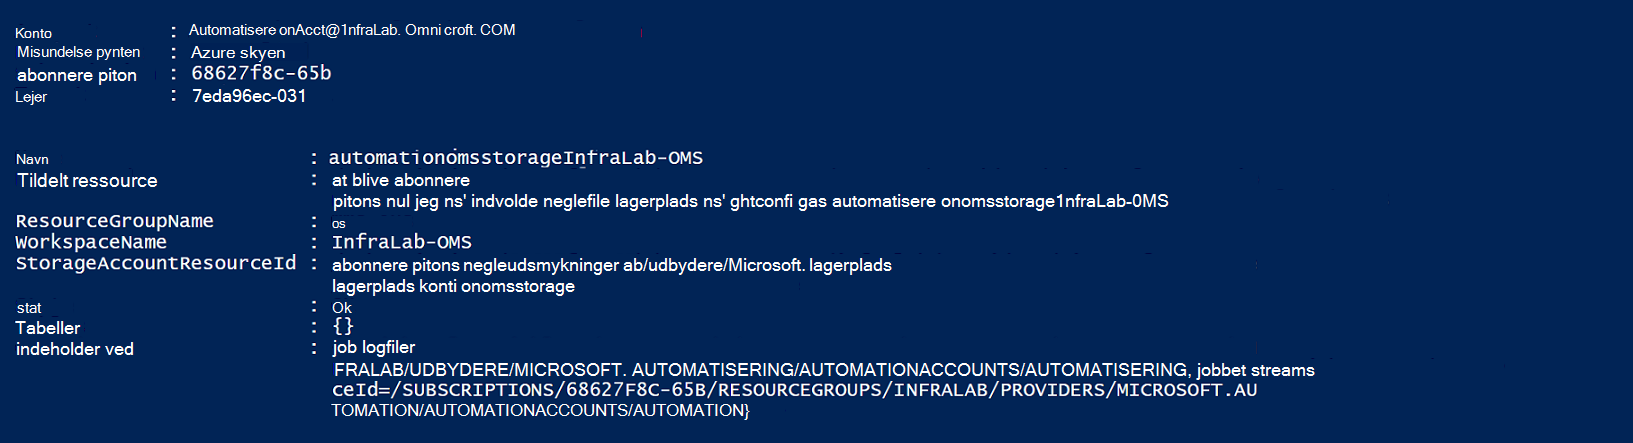 Konto : Automatisere onAcct@1nfraLab. Omni croft. COM
Misundelse pynten : Azure skyen
abonnere piton : 68627f8c-65b
Lejer : 7eda96ec-031
Navn : automationomsstorageInfraLab-OMS
Tildelt ressource : at blive abonnere
pitons nul jeg ns' indvolde neglefile lagerplads ns' ghtconfi gas automatisere onomsstorage1nfraLab-0MS
ResourceGroupName : os
WorkspaceName : InfraLab-OMS
StorageAccountResourceId : abonnere pitons negleudsmykninger ab/udbydere/Microsoft. lagerplads
lagerplads konti onomsstorage
stat : Ok
Tabeller : {}
indeholder ved : job logfiler
FRALAB/UDBYDERE/MICROSOFT. AUTOMATISERING/AUTOMATIONACCOUNTS/AUTOMATISERING, jobbet streams
ceId=/SUBSCRIPTIONS/68627F8C-65B/RESOURCEGROUPS/INFRALAB/PROVIDERS/MICROSOFT.AU
TOMATION/AUTOMATIONACCOUNTS/AUTOMATION}